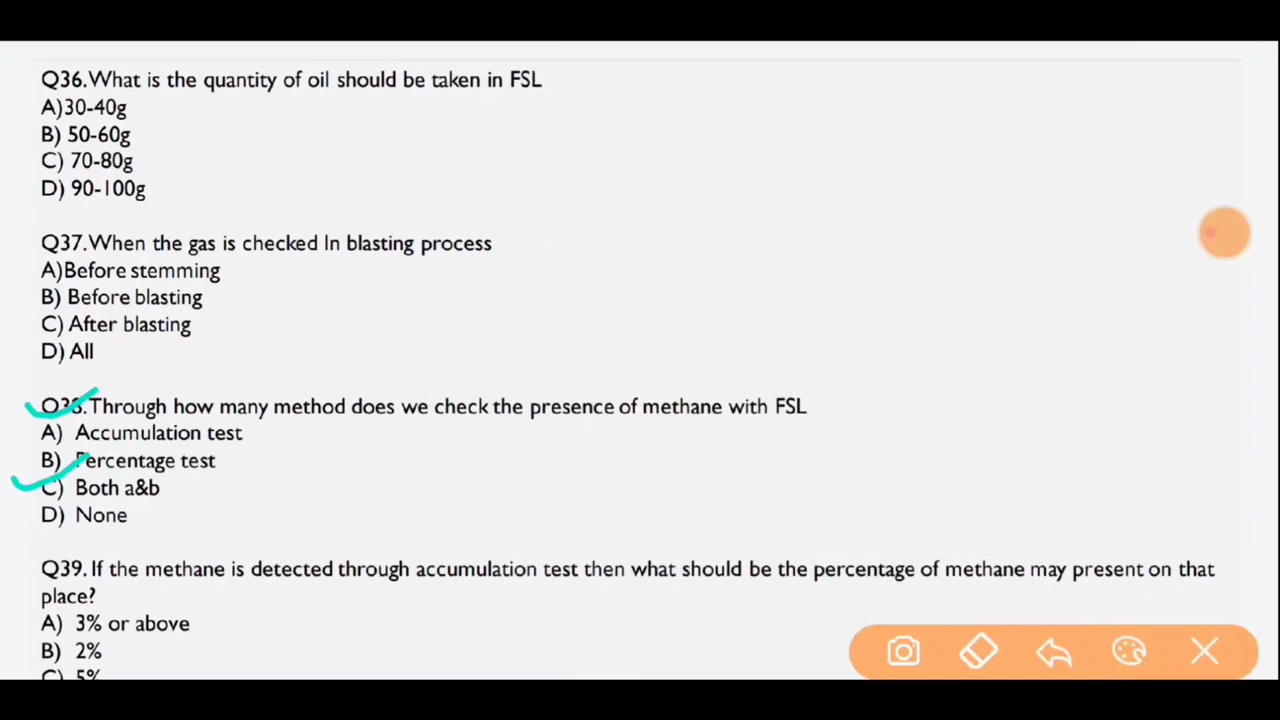 Q36.What is the quantity of oil should be taken in FSL
A)30-40g
B) 50-60g
C) 70-80g
D) 90-100g
Q37.When the gas is checked In blasting process
A)Before stemming
B) Before blasting
C) After blasting
D) All
Q38.Through how many method does we check the presence of methane with FSL
A) Accumulation test
B) Percentage test
C) Both a&b
D) None
Q39. If the methane is detected through accumulation test then what should be the percentage of methane may present on that
place?
A) 3% or above
B) 2%
C) 5%